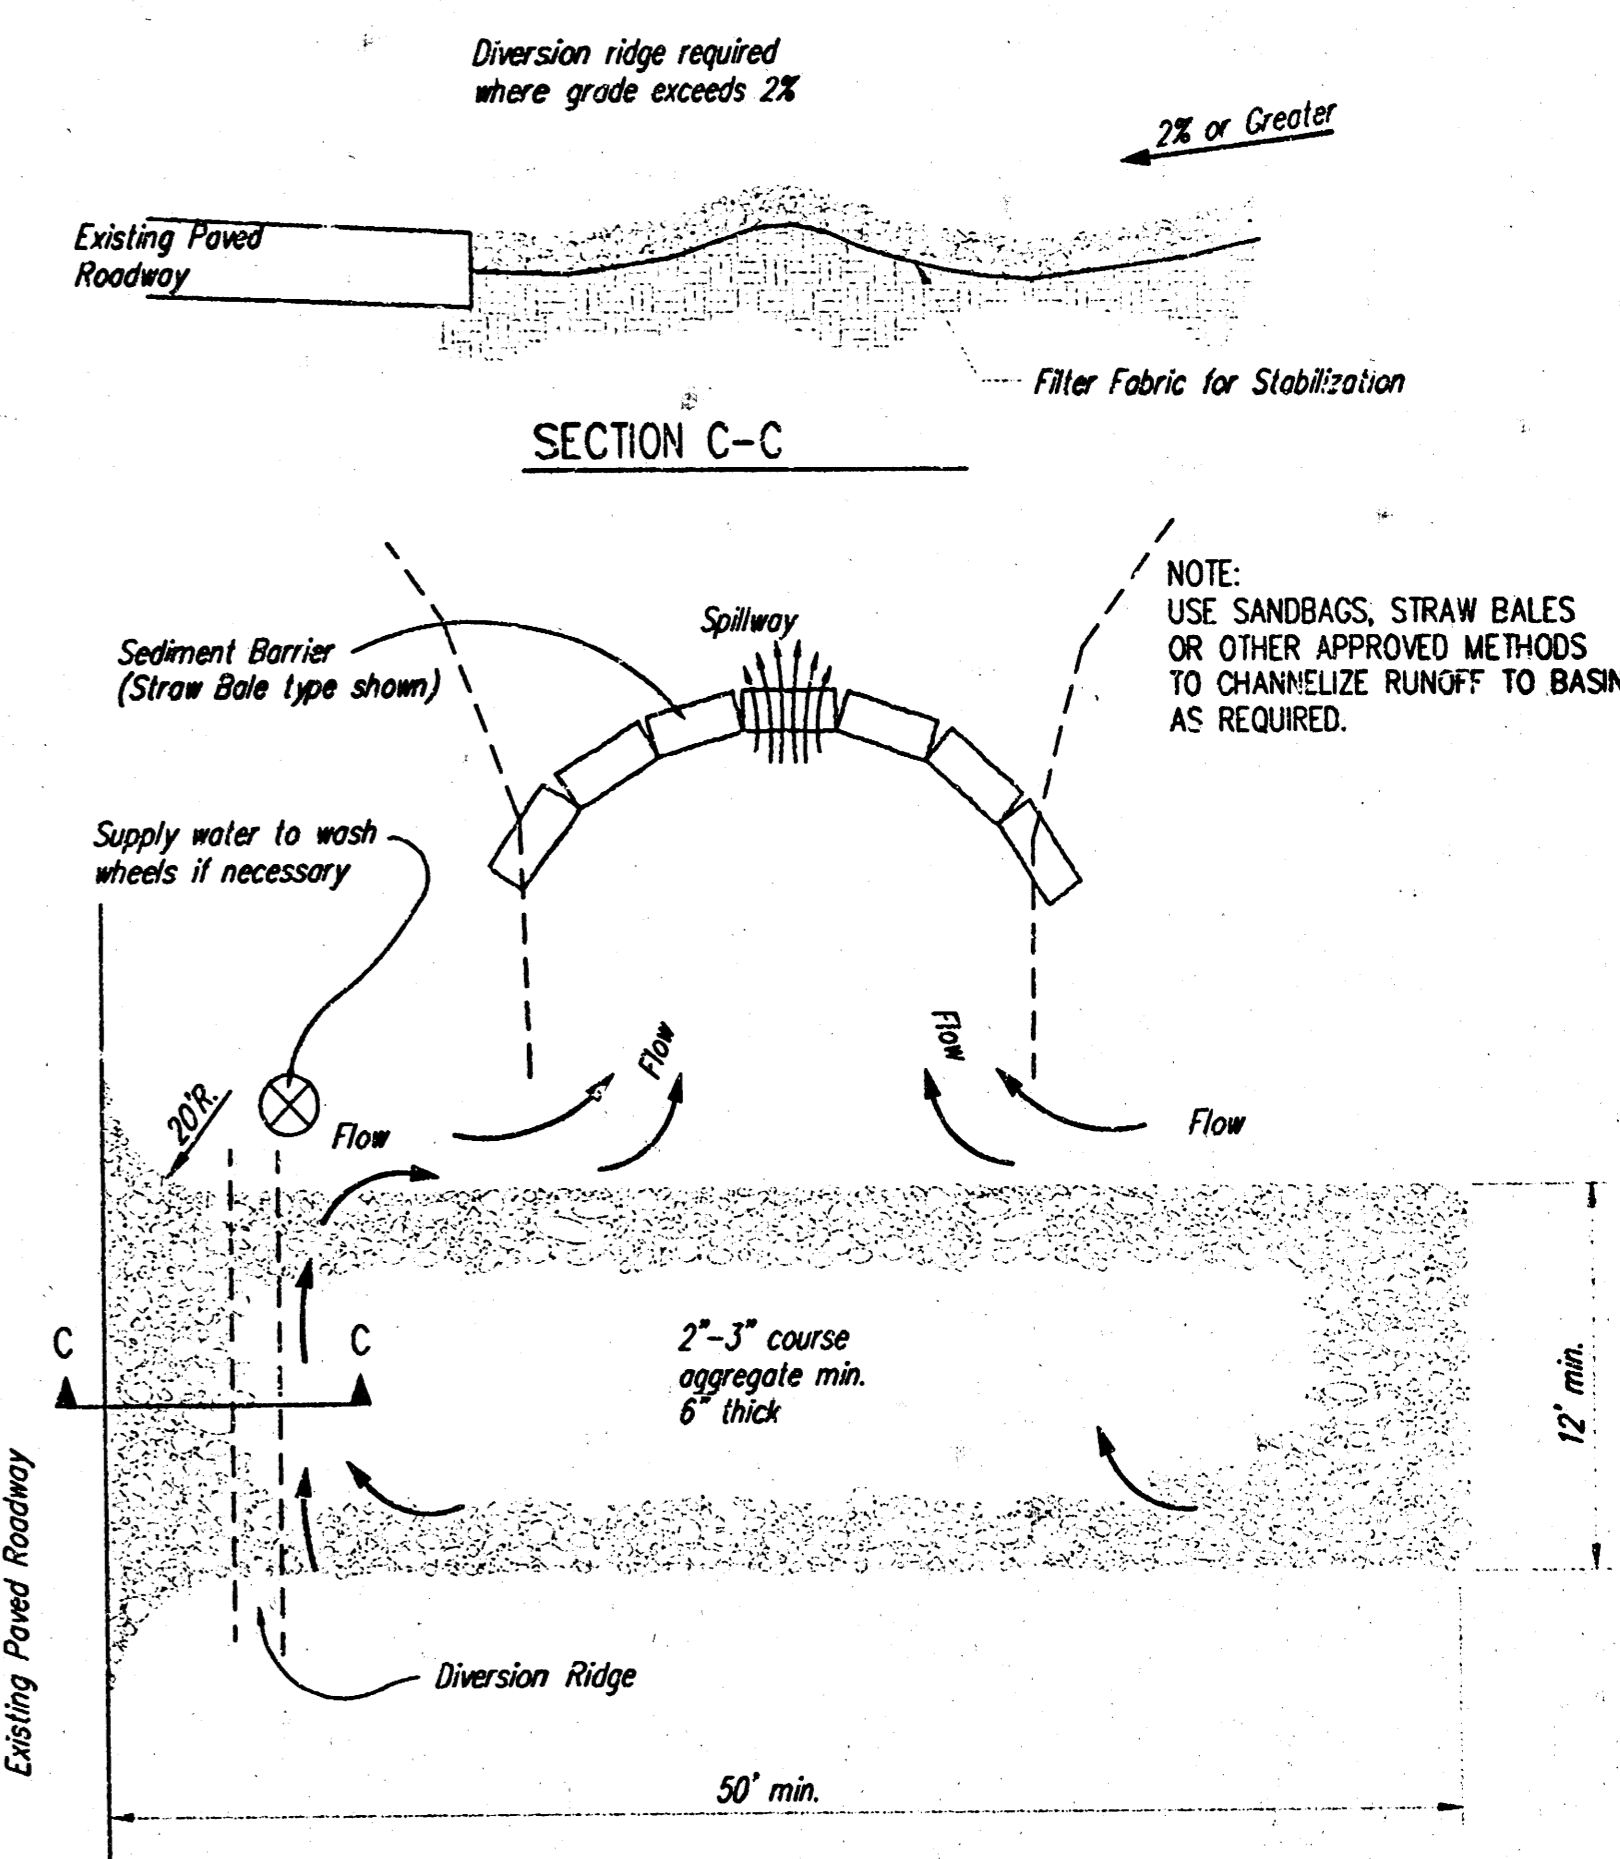 Diversion ridge required
where grade exceeds 2%
2% or Greater
Existing Paved
Roadway
Filter Fabric for Stabilization
SECTION C-C
NOTE:
USE SANDBAGS, STRAW BALES
OR OTHER APPROVED METHODS
TO CHANNELIZE RUNOFF TO BASIN
AS REQUIRED.
Spillway
Sediment Barrier
(Straw Bale type shown)
Supply water to wash
wheels if necessary
20'R.
Flow
Flow
Flow
Flow
C
C
2"-3" course
aggregate min.
6" thick
12' min.
Existing Paved Roadway
Diversion Ridge
50' min.